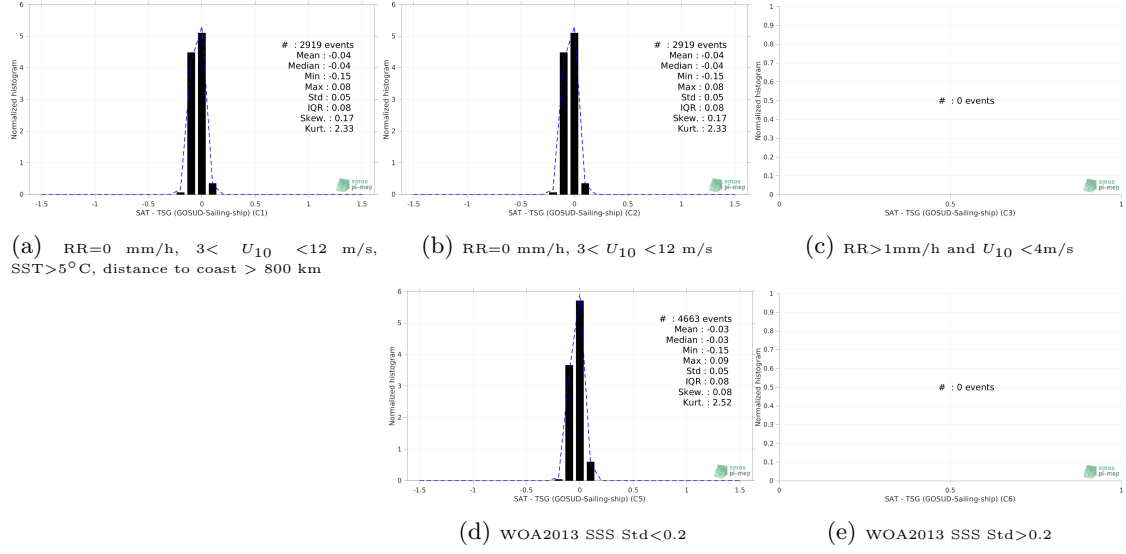 6
5
4
3
2
1
0
Normalized histogram
# : 2919 events
Mean : -0.04
Median : -0.04
Min : -0.15
Max : 0.08
Std : 0.05
IQR : 0.08
Skew. : 0.17
Kurt. : 2.33
smos
pi-mep
-1.5 -1 -0.5 0 0.5 1 1.5
SAT - TSG (GOSUD-Sailing-ship) (C1)
(a) RR=0 mm/h, 3< U10 <12 m/s,
SST>5°C, distance to coast > 800 km
6
5
4
3
2
1
0
Normalized histogram
# : 2919 events
Mean : -0.04
Median : -0.04
Min : -0.15
Max : 0.08
Std : 0.05
IQR : 0.08
Skew. : 0.17
Kurt. : 2.33
smos
pi-mep
-1.5 -1 -0.5 0 0.5 1 1.5
SAT - TSG (GOSUD-Sailing-ship) (C2)
(b) RR=0 mm/h, 3< U10 <12 m/s
1
0.9
0.8
0.7
0.6
0.5
0.4
0.3
0.2
0.1
0
Normalized histogram
# : 0 events
smos
pi-mep
0 0.5 1
SAT - TSG (GOSUD-Sailing-ship) (C3)
(c) RR>1mm/h and U10 <4m/s
6
5
4
3
2
1
0
Normalized histogram
# : 4663 events
Mean : -0.03
Median : -0.03
Min : -0.15
Max : 0.09
Std : 0.05
IQR : 0.08
Skew. : 0.08
Kurt. : 2.52
smos
pi-mep
-1.5 -1 -0.5 0 0.5 1 1.5
SAT - TSG (GOSUD-Sailing-ship) (C5)
(d) WOA2013 SSS Std<0.2
1
0.9
0.8
0.7
0.6
0.5
0.4
0.3
0.2
0.1
0
Normalized histogram
# : 0 events
smos
pi-mep
0 0.5 1
SAT - TSG (GOSUD-Sailing-ship) (C6)
(e) WOA2013 SSS Std>0.2